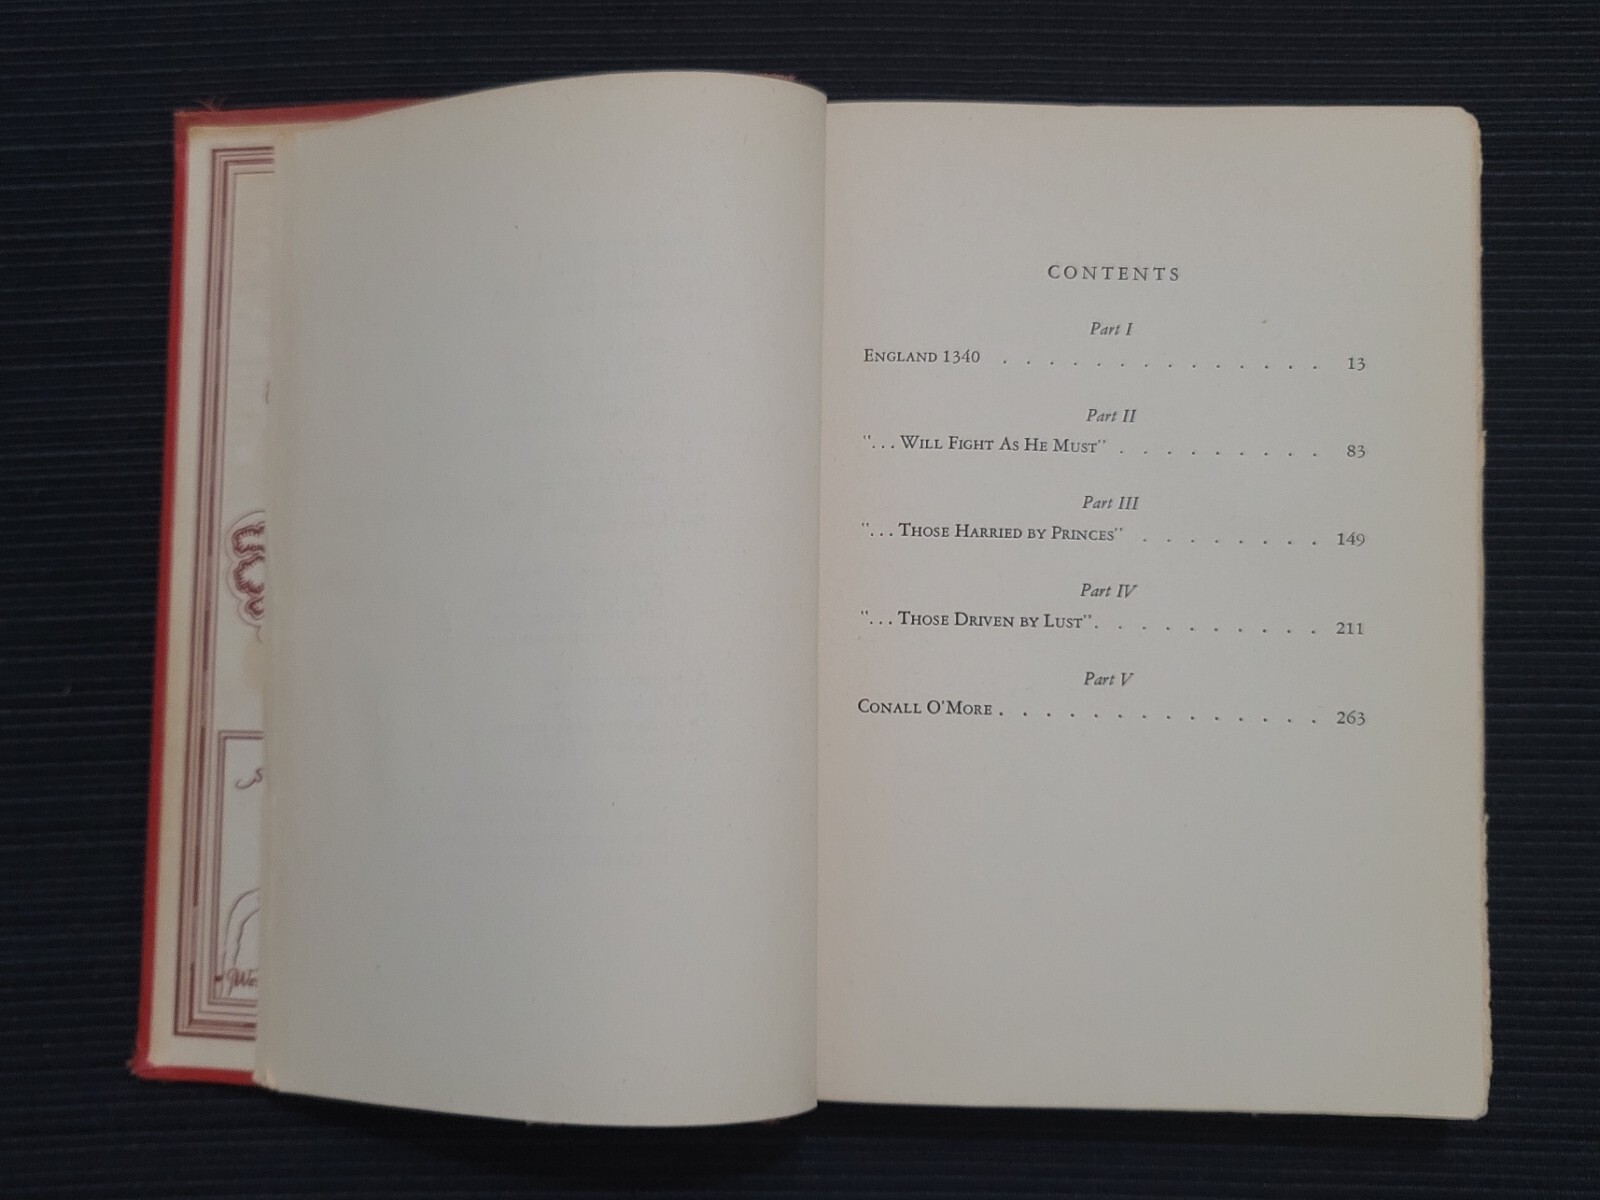 CONTENTS
Part I
ENGLAND 1340 . . . . . . . . . . . . . . 13
Part II
"... WILL FIGHT AS HE MUST" . . . . . . . . . 83
Part III
"... THOSE HARRIED BY PRINCES" . . . . . . . . 149
Part IV
"... THOSE DRIVEN BY LUST". . . . . . . . . . 211
Part V
CONALL O'MORE . . . . . . . . . . . . . . 263